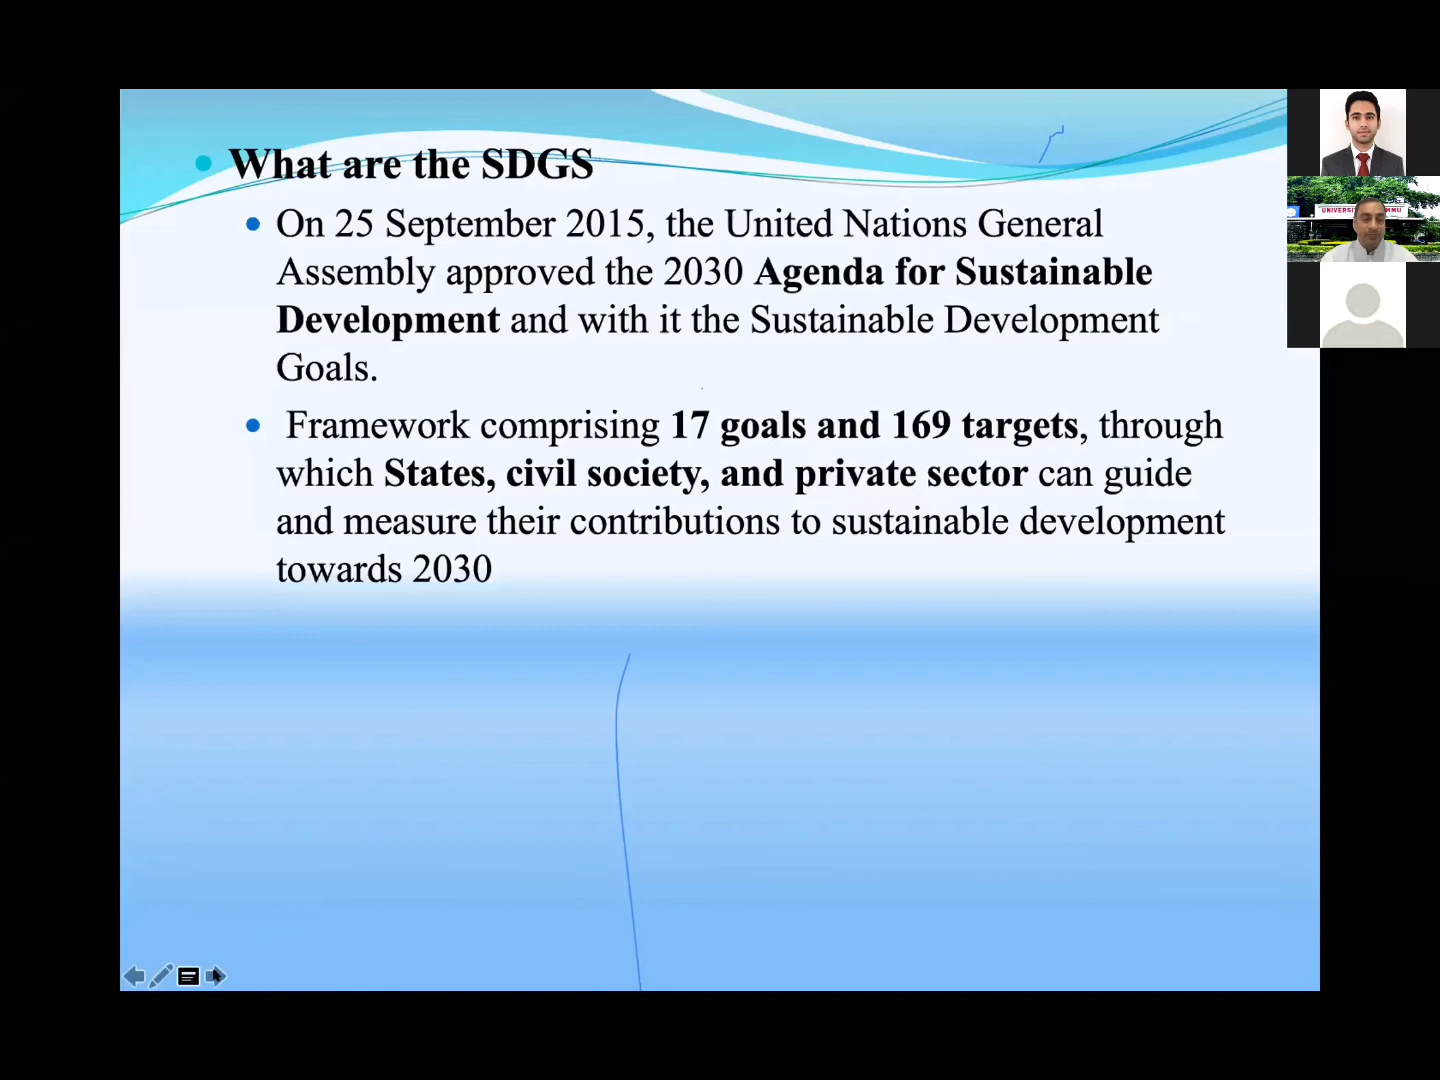 What are the SDGS
On 25 September 2015, the United Nations General
Assembly approved the 2030 Agenda for Sustainable
Development and with it the Sustainable Development
Goals.
Framework comprising 17 goals and 169 targets, through
which States, civil society, and private sector can guide
and measure their contributions to sustainable development
towards 2030